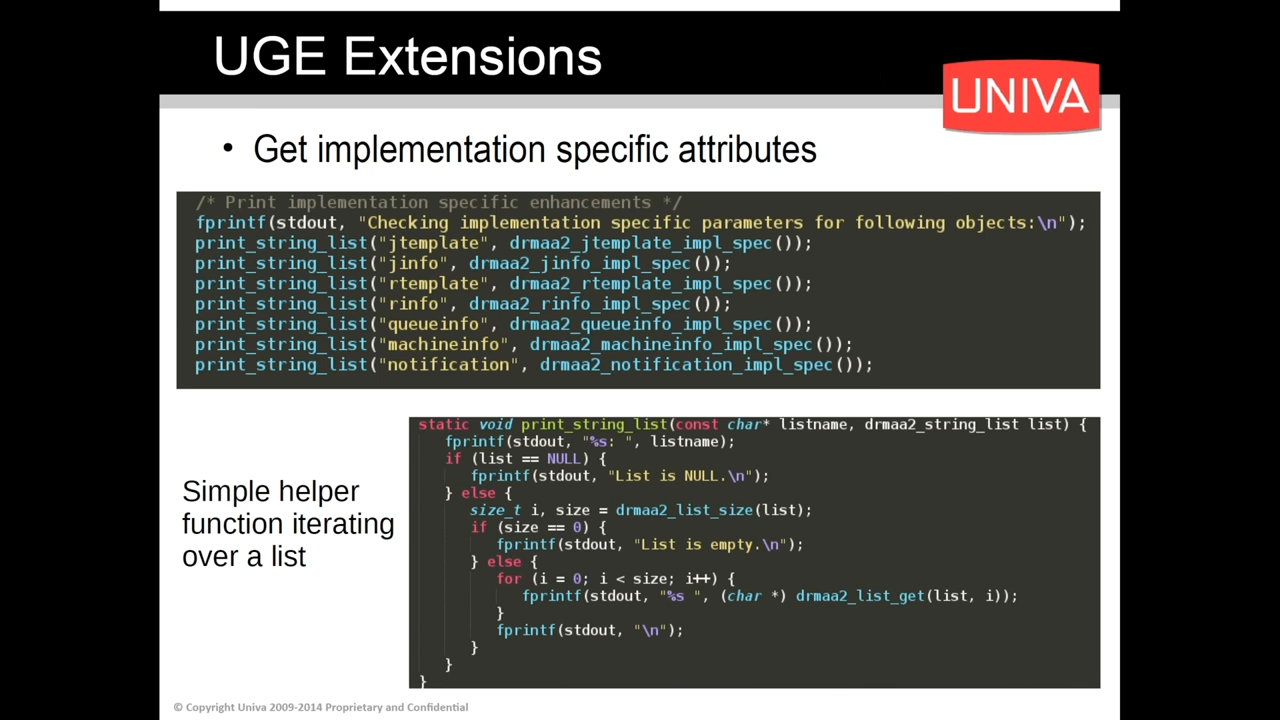 UGE Extensions
UNIVA
• Get implementation specific attributes
/* Print implementation specific enhancements */
fprintf(stdout, "Checking implementation specific parameters for following objects:\n");
print_string_list("jtemplate", drmaa2_jtemplate_impl_spec());
print_string_list("jinfo", drmaa2_jinfo_impl_spec());
print_string_list("rtemplate", drmaa2_rtemplate_impl_spec());
print_string_list("rinfo", drmaa2_rinfo_impl_spec());
print_string_list("queueinfo", drmaa2_queueinfo_impl_spec());
print_string_list("machineinfo", drmaa2_machineinfo_impl_spec());
print_string_list("notification", drmaa2_notification_impl_spec());
Simple helper
function iterating
over a list
static void print_string_list(const char* listname, drmaa2_string_list list) {
fprintf(stdout, "%s: ", listname);
if (list == NULL) {
fprintf(stdout, "List is NULL.\n");
} else {
size_t i, size = drmaa2_list_size(list);
if (size == 0) {
fprintf(stdout, "List is empty.\n");
} else {
for (i = 0; i < size; i++) {
fprintf(stdout, "%s ", (char *) drmaa2_list_get(list, i));
}
fprintf(stdout, "\n");
}
}
}
© Copyright Univa 2009-2014 Proprietary and Confidential